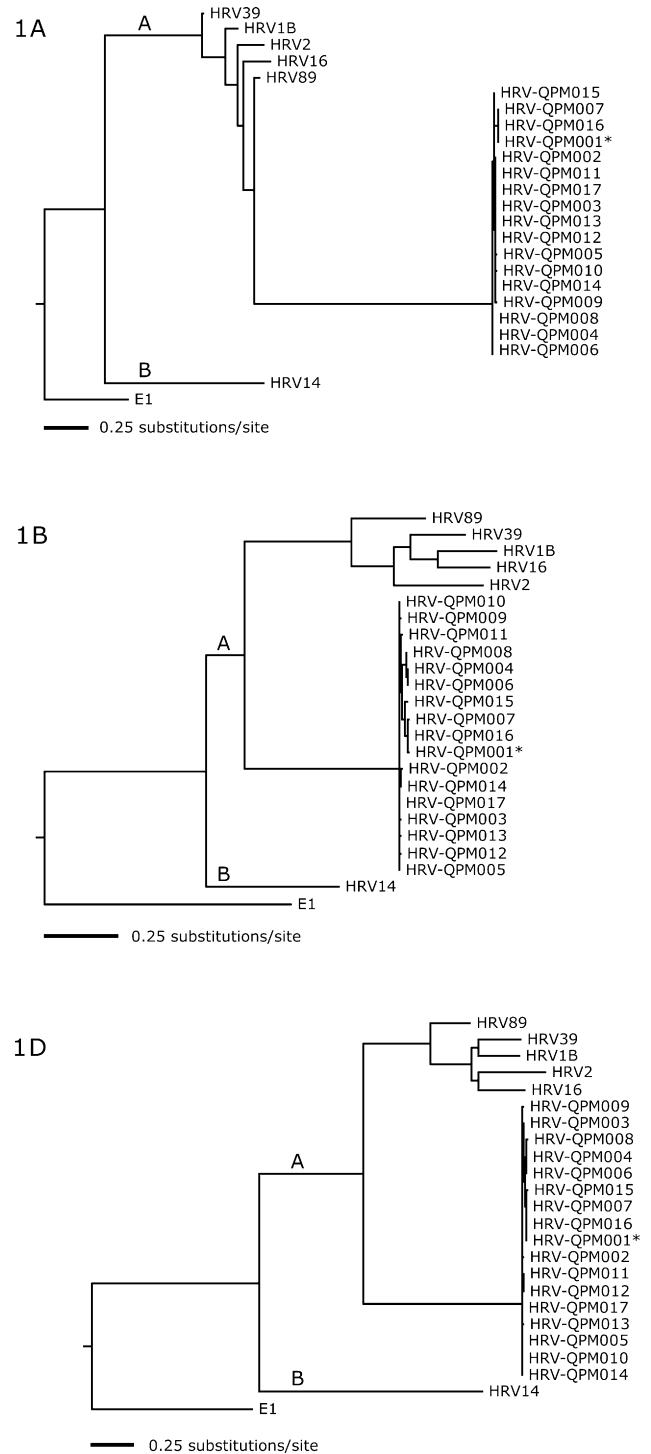 1A
A
HRV39
HRV1B
HRV2
HRV16
HRV89
HRV-QPM015
HRV-QPM007
HRV-QPM016
HRV-QPM001*
HRV-QPM002
HRV-QPM011
HRV-QPM017
HRV-QPM003
HRV-QPM013
HRV-QPM012
HRV-QPM005
HRV-QPM010
HRV-QPM014
HRV-QPM009
HRV-QPM008
HRV-QPM004
HRV-QPM006
B
HRV14
E1
0.25 substitutions/site
1B
HRV89
HRV39
HRV1B
HRV16
HRV2
HRV-QPM010
HRV-QPM009
HRV-QPM011
A
HRV-QPM008
HRV-QPM004
HRV-QPM006
HRV-QPM015
HRV-QPM007
HRV-QPM016
HRV-QPM001*
HRV-QPM002
HRV-QPM014
HRV-QPM017
HRV-QPM003
HRV-QPM013
HRV-QPM012
HRV-QPM005
B
HRV14
E1
0.25 substitutions/site
1D
HRV89
HRV39
HRV1B
HRV2
HRV16
HRV-QPM009
HRV-QPM003
HRV-QPM008
HRV-QPM004
A
HRV-QPM006
HRV-QPM015
HRV-QPM007
HRV-QPM016
HRV-QPM001*
HRV-QPM002
HRV-QPM011
HRV-QPM012
HRV-QPM017
HRV-QPM013
HRV-QPM005
HRV-QPM010
HRV-QPM014
B
HRV14
E1
0.25 substitutions/site